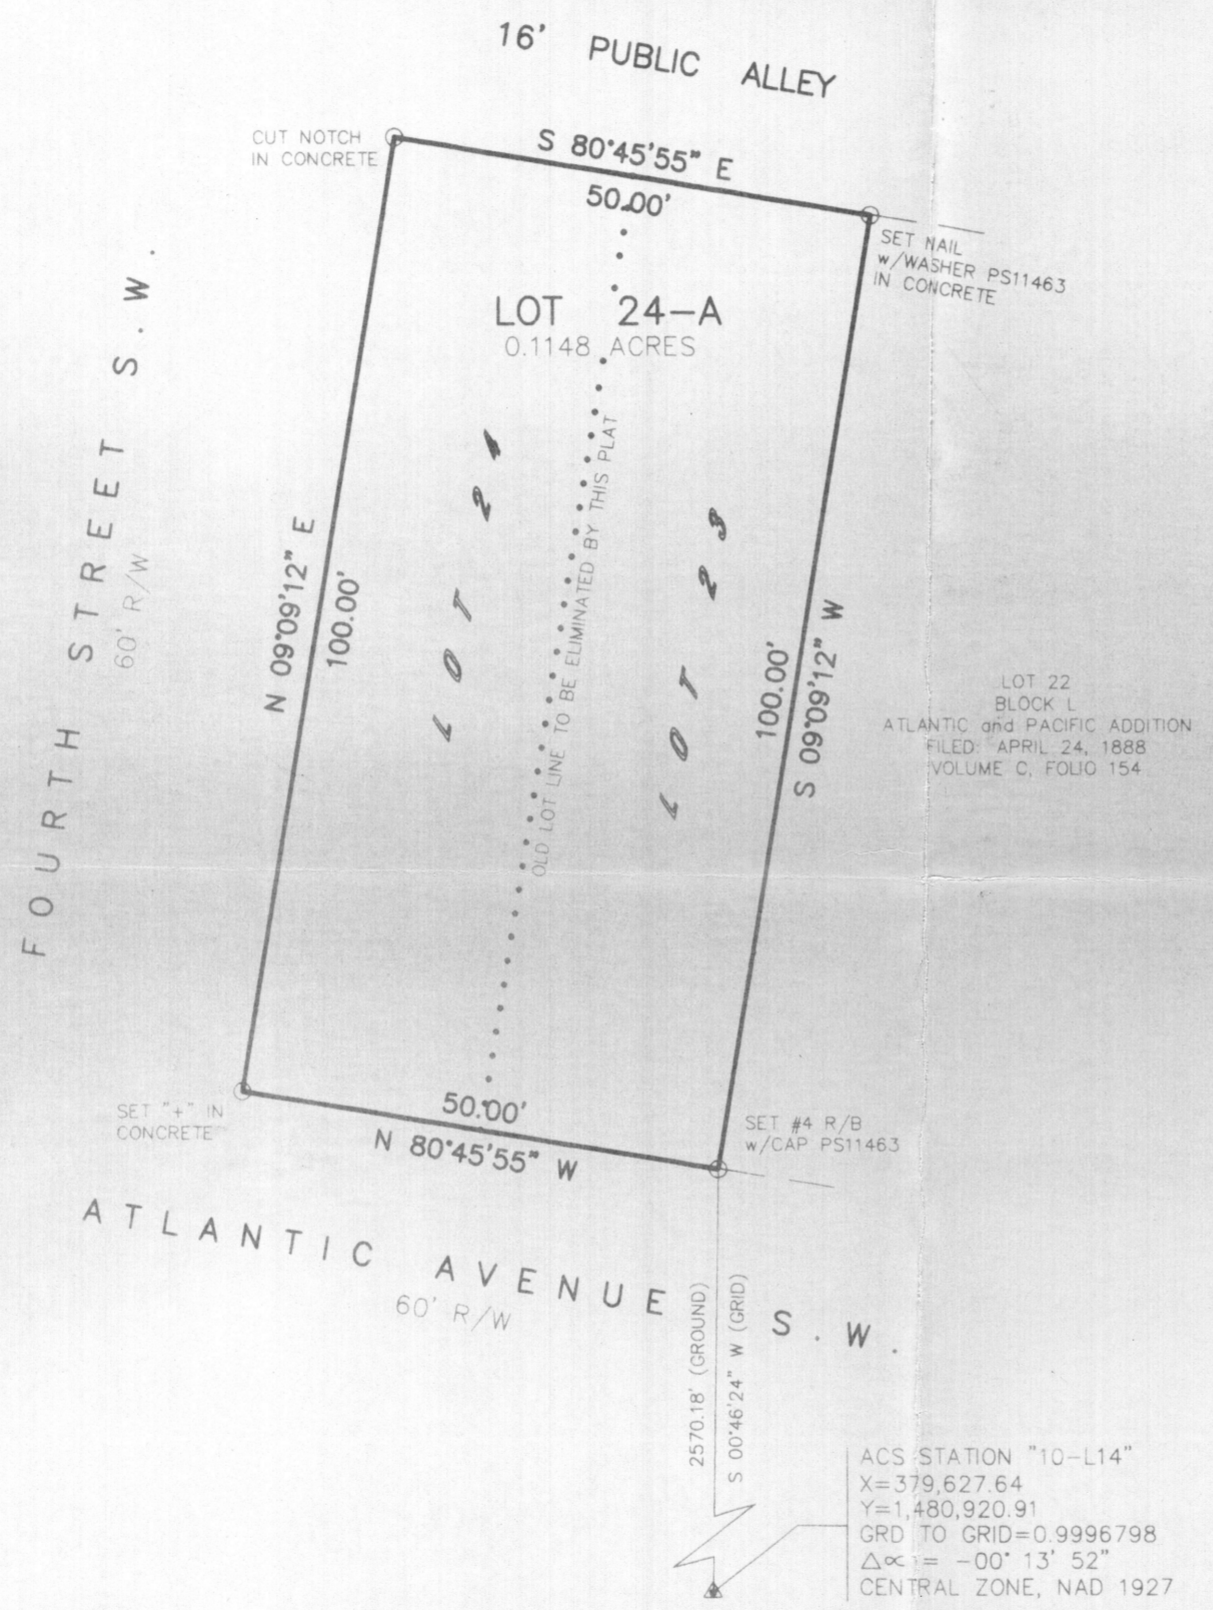 16' PUBLIC ALLEY
CUT NOTCH
IN CONCRETE
S 80°45'55" E
50.00'
SET NAIL
w/WASHER PS11463
IN CONCRETE
LOT 24-A
0.1148 ACRES
FOURTH STREET S.W.
60' R/W
N 09°09'12" E
100.00'
LOT 24
OLD LOT LINE TO BE ELIMINATED BY THIS PLAT
LOT 23
100.00'
S 09°09'12" W
LOT 22
BLOCK L
ATLANTIC and PACIFIC ADDITION
FILED: APRIL 24, 1888
VOLUME C, FOLIO 154
SET "+" IN
CONCRETE
50.00'
N 80°45'55" W
SET #4 R/B
w/CAP PS11463
ATLANTIC AVENUE S.W.
60' R/W
2570.18' (GROUND)
S 00°46'24" W (GRID)
ACS STATION "10-L14"
X=379,627.64
Y=1,480,920.91
GRD TO GRID=0.9996798
Δ∝ = -00° 13' 52"
CENTRAL ZONE, NAD 1927